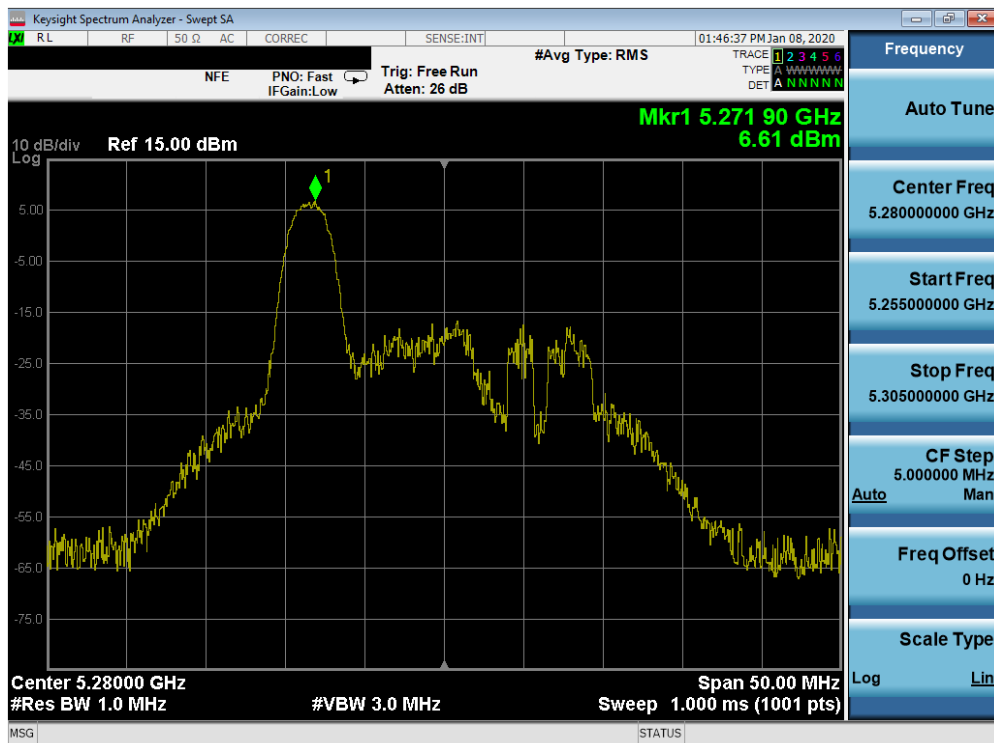 Keysight Spectrum Analyzer - Swept SA
LXI RL RF 50 Ω AC CORREC SENSE:INT 01:46:37 PM Jan 08, 2020
#Avg Type: RMS
TRACE 1 2 3 4 5 6
TYPE A WWWWW
DET A N N N N N
NFE
PNO: Fast
IFGain:Low
Trig: Free Run
Atten: 26 dB
Mkr1 5.271 90 GHz
6.61 dBm
10 dB/div
Log
Ref 15.00 dBm
1
5.00
-5.00
-15.0
-25.0
-35.0
-45.0
-55.0
-65.0
-75.0
Center 5.28000 GHz
Span 50.00 MHz
#Res BW 1.0 MHz
#VBW 3.0 MHz
Sweep 1.000 ms (1001 pts)
MSG
STATUS
Frequency
Auto Tune
Center Freq
5.280000000 GHz
Start Freq
5.255000000 GHz
Stop Freq
5.305000000 GHz
CF Step
5.000000 MHz
Auto Man
Freq Offset
0 Hz
Scale Type
Log Lin